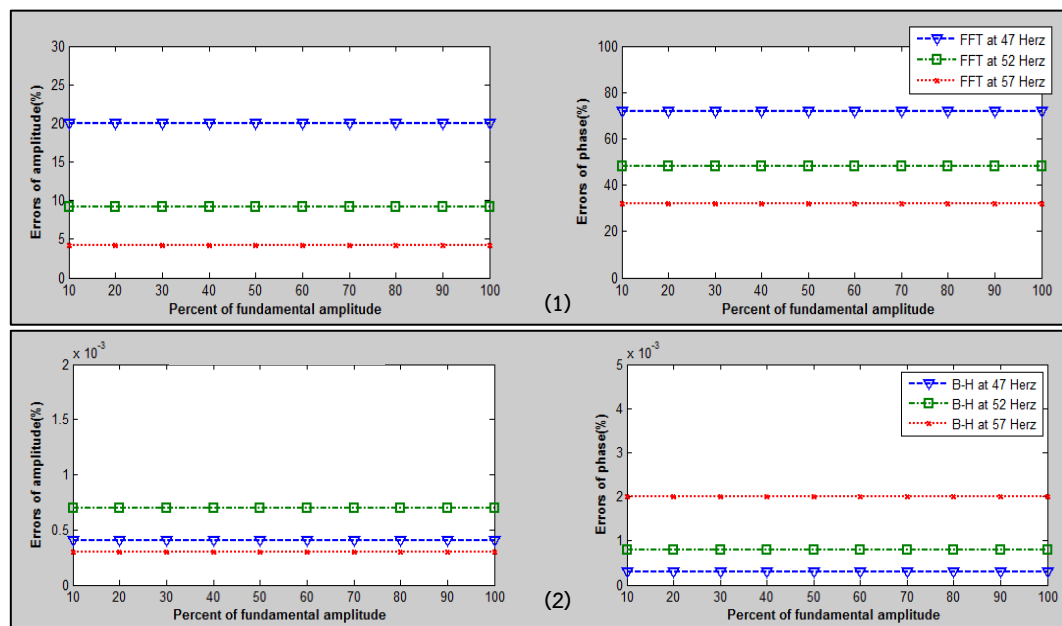 30
25
20
15
10
5
0
Errors of amplitude(%)
10 20 30 40 50 60 70 80 90 100
Percent of fundamental amplitude
100
80
60
40
20
0
Errors of phase(%)
10 20 30 40 50 60 70 80 90 100
Percent of fundamental amplitude
FFT at 47 Herz
FFT at 52 Herz
FFT at 57 Herz
(1)
x 10-3
2
1.5
1
0.5
0
Errors of amplitude(%)
10 20 30 40 50 60 70 80 90 100
Percent of fundamental amplitude
x 10-3
5
4
3
2
1
0
Errors of phase(%)
10 20 30 40 50 60 70 80 90 100
Percent of fundamental amplitude
B-H at 47 Herz
B-H at 52 Herz
B-H at 57 Herz
(2)